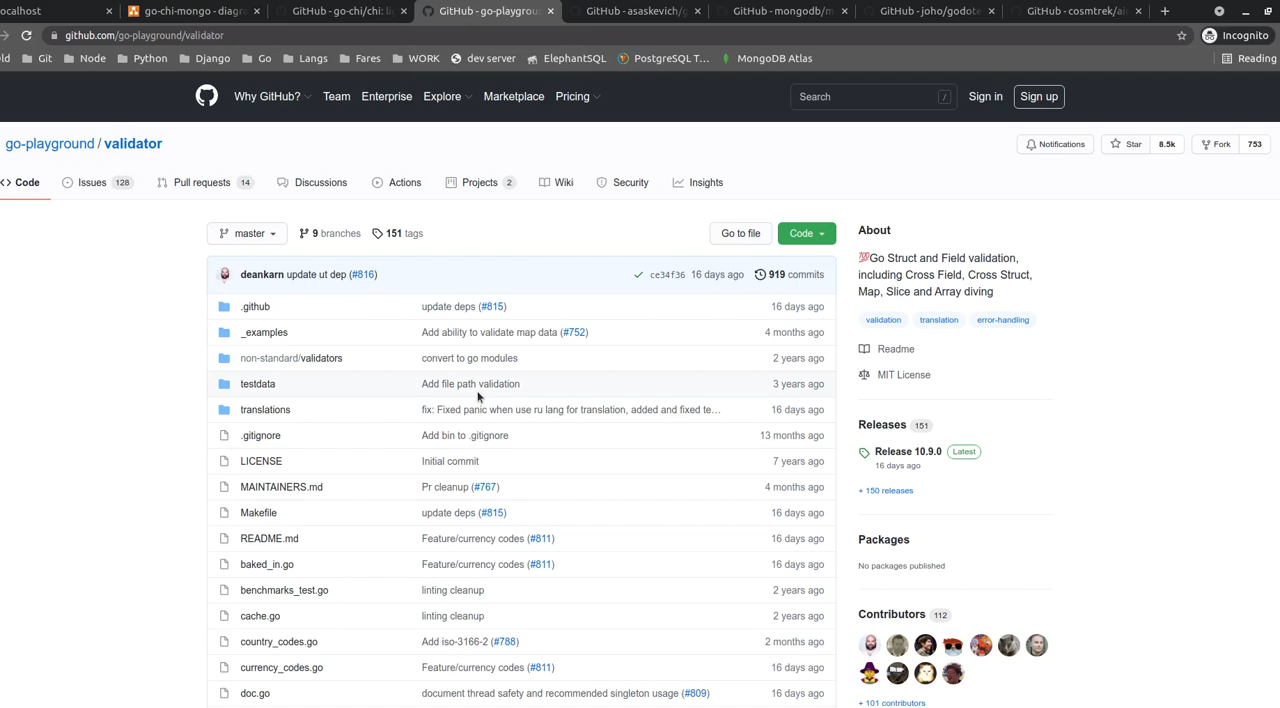 ocalhost
go-chi-mongo - diagra
GitHub - go-chi/chi: li
GitHub - go-playgroun
GitHub - asaskevich/g
GitHub - mongodb/m
GitHub - joho/godote
GitHub - cosmtrek/ai
github.com/go-playground/validator
Incognito
ld
Git
Node
Python
Django
Go
Langs
Fares
WORK
dev server
ElephantSQL
PostgreSQL T...
MongoDB Atlas
Reading
Why GitHub?
Team
Enterprise
Explore
Marketplace
Pricing
Search
/
Sign in
Sign up
go-playground / validator
Notifications
Star 8.5k
Fork 753
Code
Issues 128
Pull requests 14
Discussions
Actions
Projects 2
Wiki
Security
Insights
master
9 branches
151 tags
Go to file
Code
deankarn update ut dep (#816)
ce34f36 16 days ago
919 commits
.github update deps (#815) 16 days ago
_examples Add ability to validate map data (#752) 4 months ago
non-standard/validators convert to go modules 2 years ago
testdata Add file path validation 3 years ago
translations fix: Fixed panic when use ru lang for translation, added and fixed te... 16 days ago
.gitignore Add bin to .gitignore 13 months ago
LICENSE Initial commit 7 years ago
MAINTAINERS.md Pr cleanup (#767) 4 months ago
Makefile update deps (#815) 16 days ago
README.md Feature/currency codes (#811) 16 days ago
baked_in.go Feature/currency codes (#811) 16 days ago
benchmarks_test.go linting cleanup 2 years ago
cache.go linting cleanup 2 years ago
country_codes.go Add iso-3166-2 (#788) 2 months ago
currency_codes.go Feature/currency codes (#811) 16 days ago
doc.go document thread safety and recommended singleton usage (#809) 16 days ago
About
💯Go Struct and Field validation,
including Cross Field, Cross Struct,
Map, Slice and Array diving
validation
translation
error-handling
Readme
MIT License
Releases 151
Release 10.9.0 Latest
16 days ago
+ 150 releases
Packages
No packages published
Contributors 112
+ 101 contributors